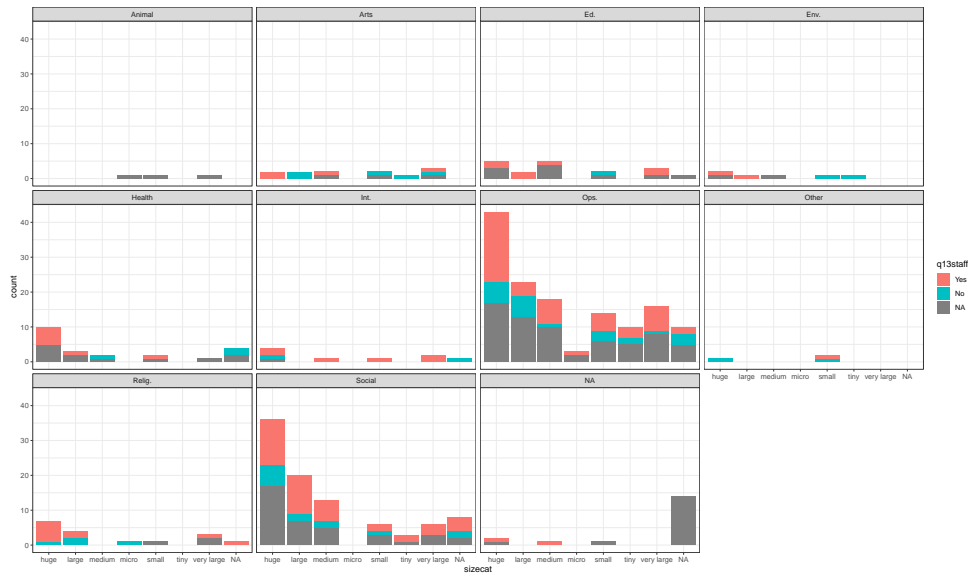 Animal Arts Ed. Env.
40
30
20
10
0
Health Int. Ops. Other
40
30
20
10
0
huge large medium micro small tiny very large NA
Relig. Social NA
40
30
20
10
0
huge large medium micro small tiny very large NA huge large medium micro small tiny very large NA huge large medium micro small tiny very large NA
sizecat
count
q13staff
Yes
No
NA